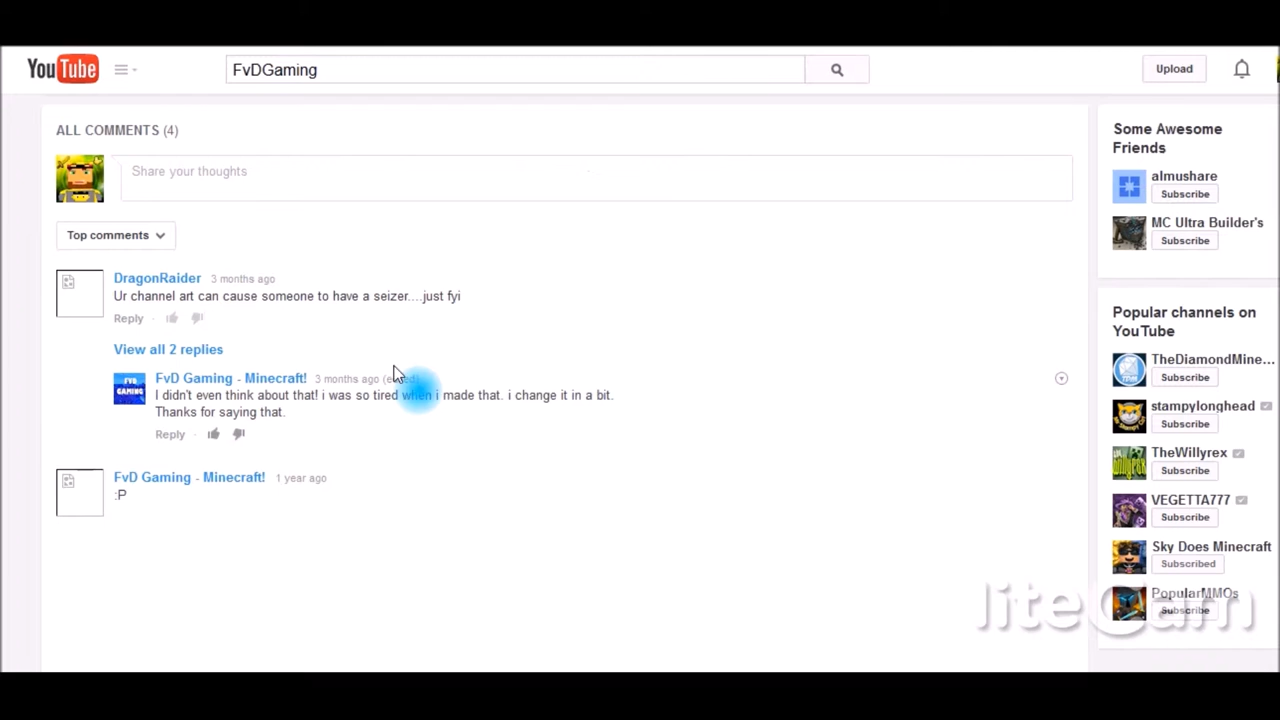 YouTube
FvDGaming
Upload
ALL COMMENTS (4)
Share your thoughts
Top comments
DragonRaider 3 months ago
Ur channel art can cause someone to have a seizer....just fyi
Reply
View all 2 replies
FvD GAMING
FvD Gaming - Minecraft! 3 months ago (edited)
I didn't even think about that! i was so tired when i made that. i change it in a bit.
Thanks for saying that.
Reply
FvD Gaming - Minecraft! 1 year ago
:P
Some Awesome
Friends
almushare
Subscribe
MC Ultra Builder's
Subscribe
Popular channels on
YouTube
TheDiamondMine...
Subscribe
stampylonghead
Subscribe
TheWillyrex
Subscribe
VEGETTA777
Subscribe
Sky Does Minecraft
Subscribed
PopularMMOs
Subscribe
liteCam